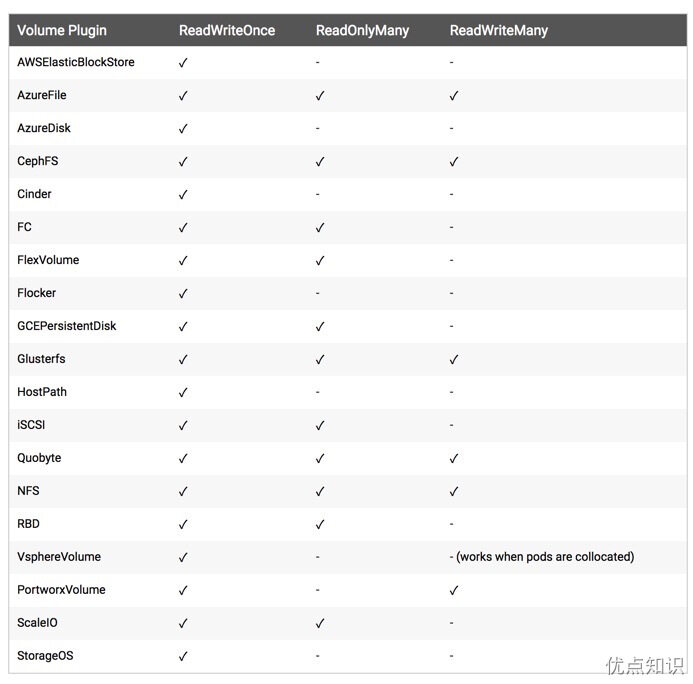 Volume Plugin ReadWriteOnce ReadOnlyMany ReadWriteMany
AWSElasticBlockStore ✓ - -
AzureFile ✓ ✓ ✓
AzureDisk ✓ - -
CephFS ✓ ✓ ✓
Cinder ✓ - -
FC ✓ ✓ -
FlexVolume ✓ ✓ -
Flocker ✓ - -
GCEPersistentDisk ✓ ✓ -
Glusterfs ✓ ✓ ✓
HostPath ✓ - -
iSCSI ✓ ✓ -
Quobyte ✓ ✓ ✓
NFS ✓ ✓ ✓
RBD ✓ ✓ -
VsphereVolume ✓ - - (works when pods are collocated)
PortworxVolume ✓ - ✓
ScaleIO ✓ ✓ -
StorageOS ✓ - -
优点知识